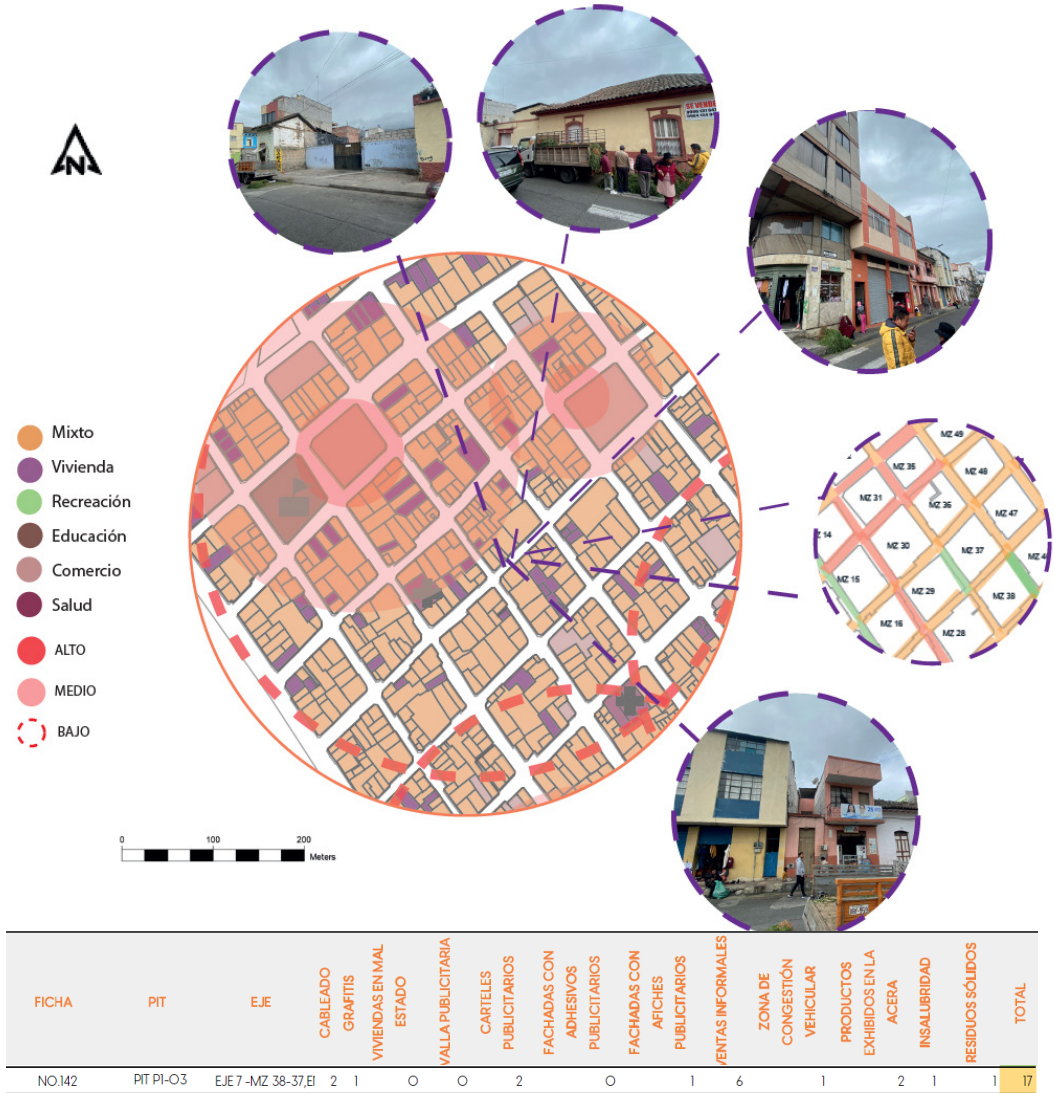 N
SE VENDE
Mixto
Vivienda
Recreación
Educación
Comercio
Salud
ALTO
MEDIO
BAJO
MZ 49
MZ 35
MZ 48
MZ 31
MZ 36
MZ 47
14
MZ 30
MZ 37
MZ 15
MZ 29
MZ 38
MZ 16
MZ 28
0 100 200
Meters
FICHA
PIT
EJE
CABLEADO
GRAFITIS
VIVIENDAS EN MAL
ESTADO
VALLA PUBLICITARIA
CARTELES
PUBLICITARIOS
FACHADAS CON
ADHESIVOS
PUBLICITARIOS
FACHADAS CON
AFICHES
PUBLICITARIOS
VENTAS INFORMALES
ZONA DE
CONGESTIÓN
VEHICULAR
PRODUCTOS
EXHIBIDOS EN LA
ACERA
INSALUBRIDAD
RESIDUOS SÓLIDOS
TOTAL
NO.142 PIT P1-O3 EJE 7 -MZ 38-37,EI 2 1 O O 2 O 1 6 1 2 1 1 17